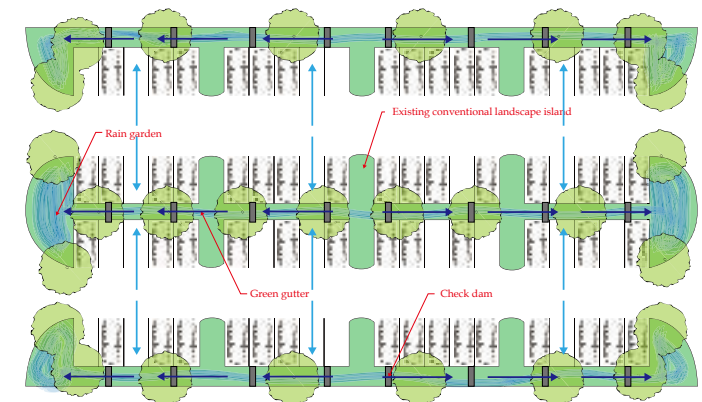 Existing conventional landscape island
Rain garden
Green gutter
Check dam